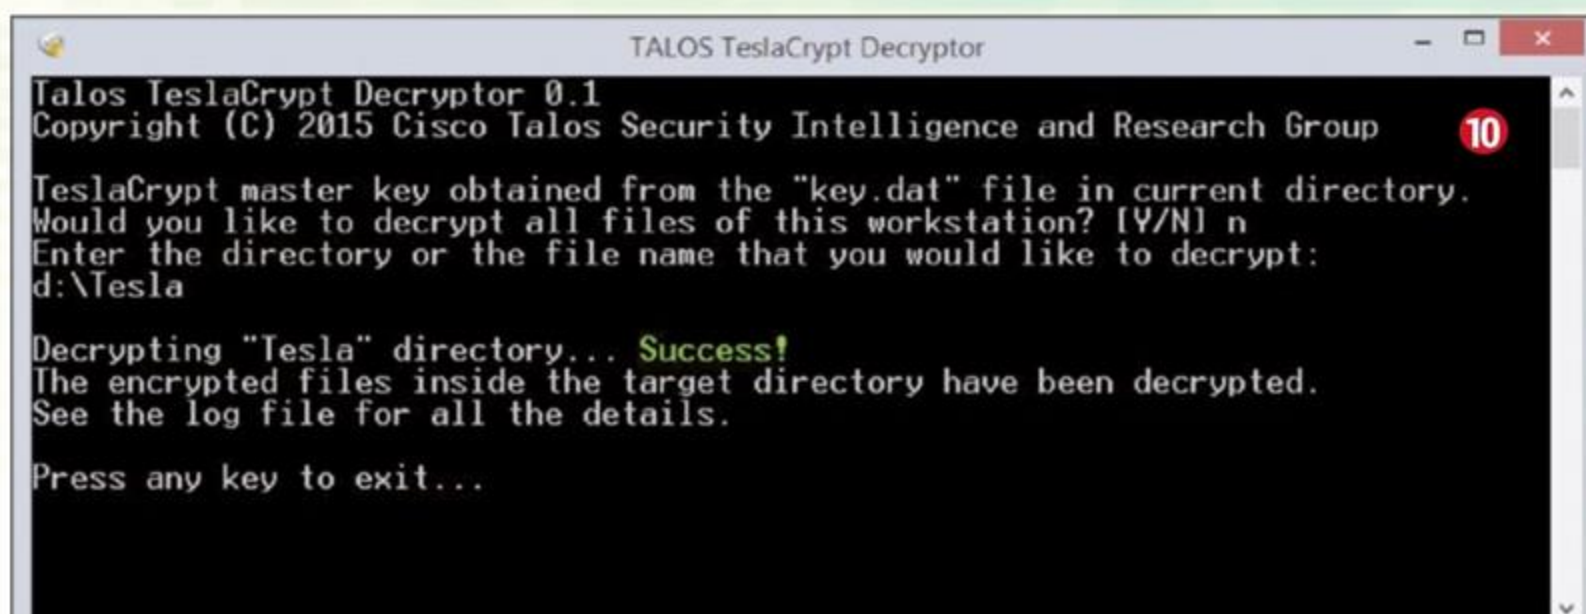 TALOS TeslaCrypt Decryptor
Talos TeslaCrypt Decryptor 0.1
Copyright (C) 2015 Cisco Talos Security Intelligence and Research Group
10
TeslaCrypt master key obtained from the "key.dat" file in current directory.
Would you like to decrypt all files of this workstation? [Y/N] n
Enter the directory or the file name that you would like to decrypt:
d:\Tesla
Decrypting "Tesla" directory... Success!
The encrypted files inside the target directory have been decrypted.
See the log file for all the details.
Press any key to exit...